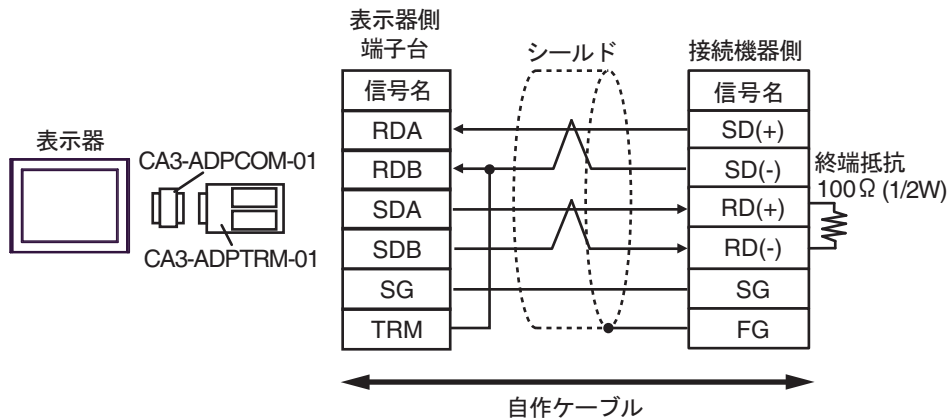 表示器
CA3-ADPCOM-01
CA3-ADPTRM-01
表示器側
端子台
信号名
RDA
RDB
SDA
SDB
SG
TRM
シールド
接続機器側
信号名
SD(+)
SD(-)
RD(+)
RD(-)
SG
FG
終端抵抗
100Ω (1/2W)
自作ケーブル